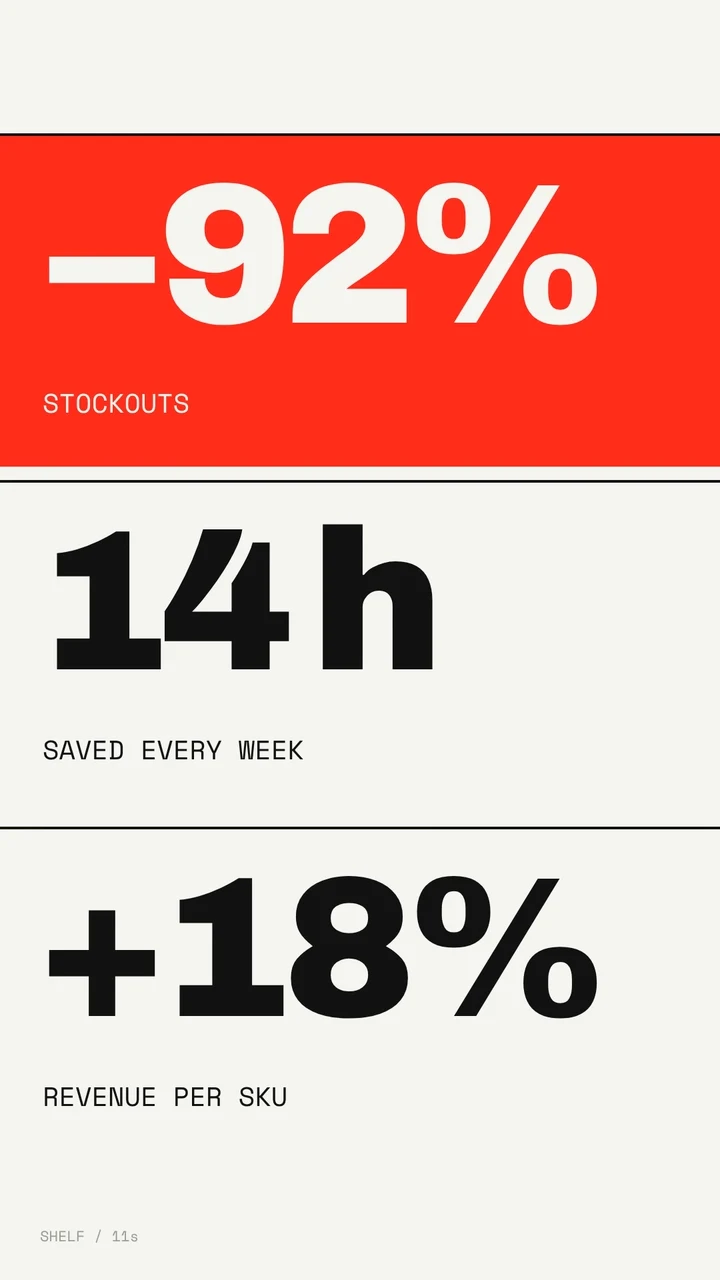 –92%
STOCKOUTS
14h
SAVED EVERY WEEK
+18%
REVENUE PER SKU
SHELF / 11s